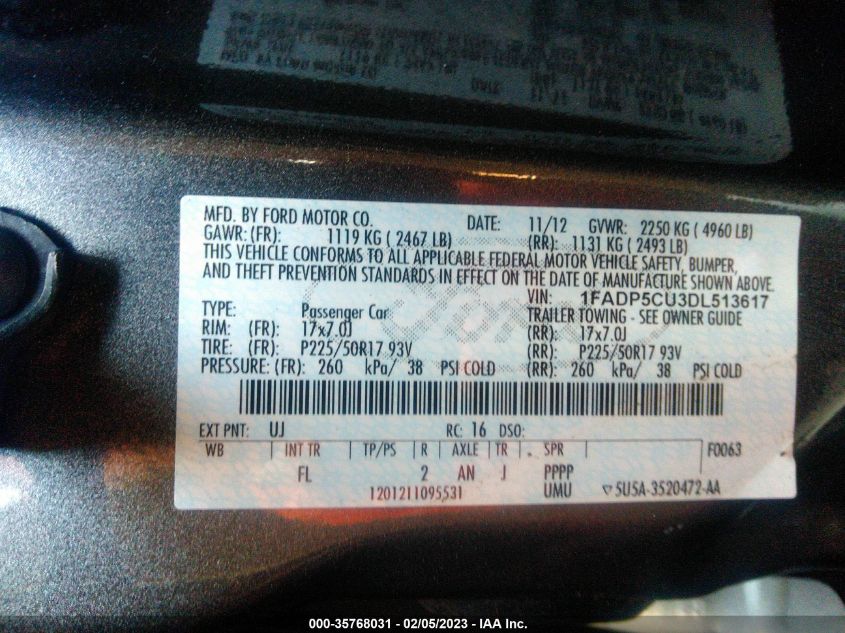 MFD. BY FORD MOTOR CO. DATE: 11/12 GVWR: 2250 KG ( 4960 LB)
GAWR:(FR): 1119 KG ( 2467 LB) (RR): 1131 KG ( 2493 LB)
THIS VEHICLE CONFORMS TO ALL APPLICABLE FEDERAL MOTOR VEHICLE SAFETY, BUMPER,
AND THEFT PREVENTION STANDARDS IN EFFECT ON THE DATE OF MANUFACTURE SHOWN ABOVE.
VIN: 1FADP5CU3DL513617
TYPE: Passenger Car TRAILER TOWING - SEE OWNER GUIDE
RIM: (FR): 17x7.0J (RR): 17x7.0J
TIRE: (FR): P225/50R17 93V (RR): P225/50R17 93V
PRESSURE: (FR): 260 kPa/ 38 PSI COLD (RR): 260 kPa/ 38 PSI COLD
EXT PNT: UJ RC: 16 DSO:
WB INT TR TP/PS R AXLE TR SPR F0063
FL 2 AN J PPPP
1201211095531 UMU 5U5A-3520472-AA
000-35768031 - 02/05/2023 - IAA Inc.